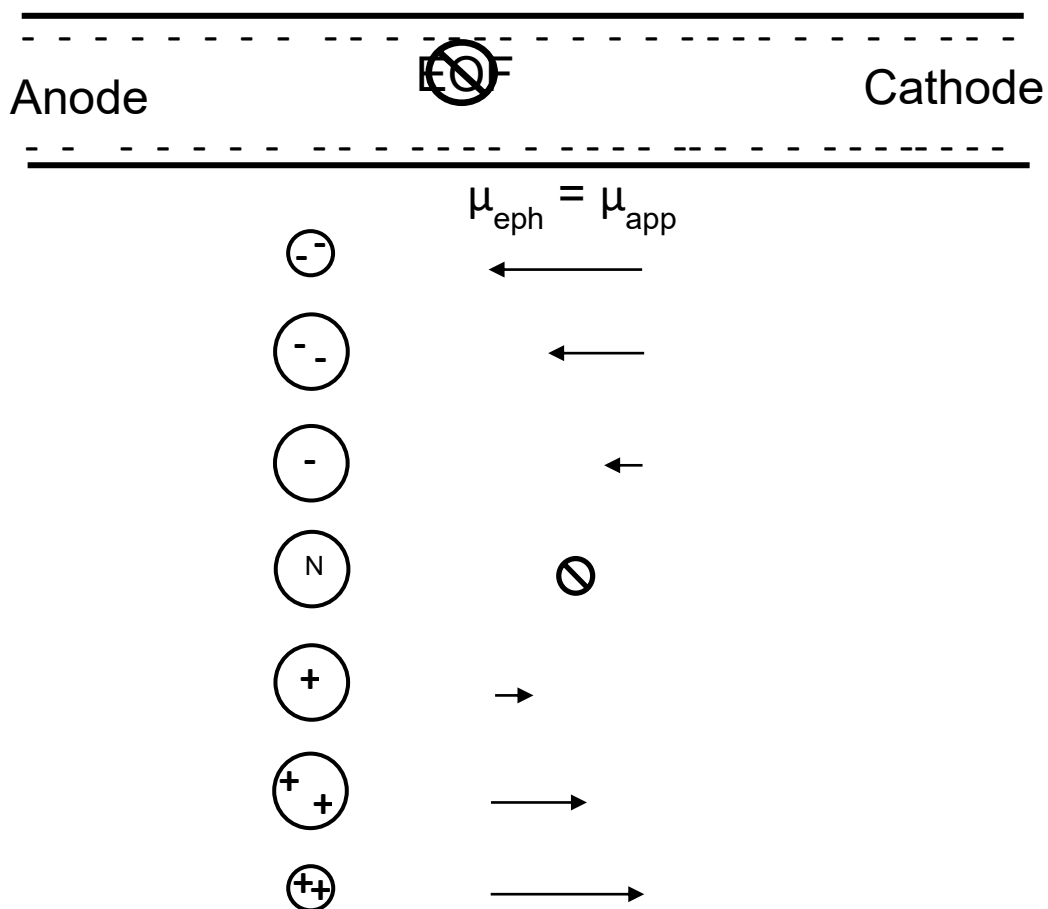 EOF
Anode
Cathode
μeph = μapp
- -
- -
-
N
+
+ +
++